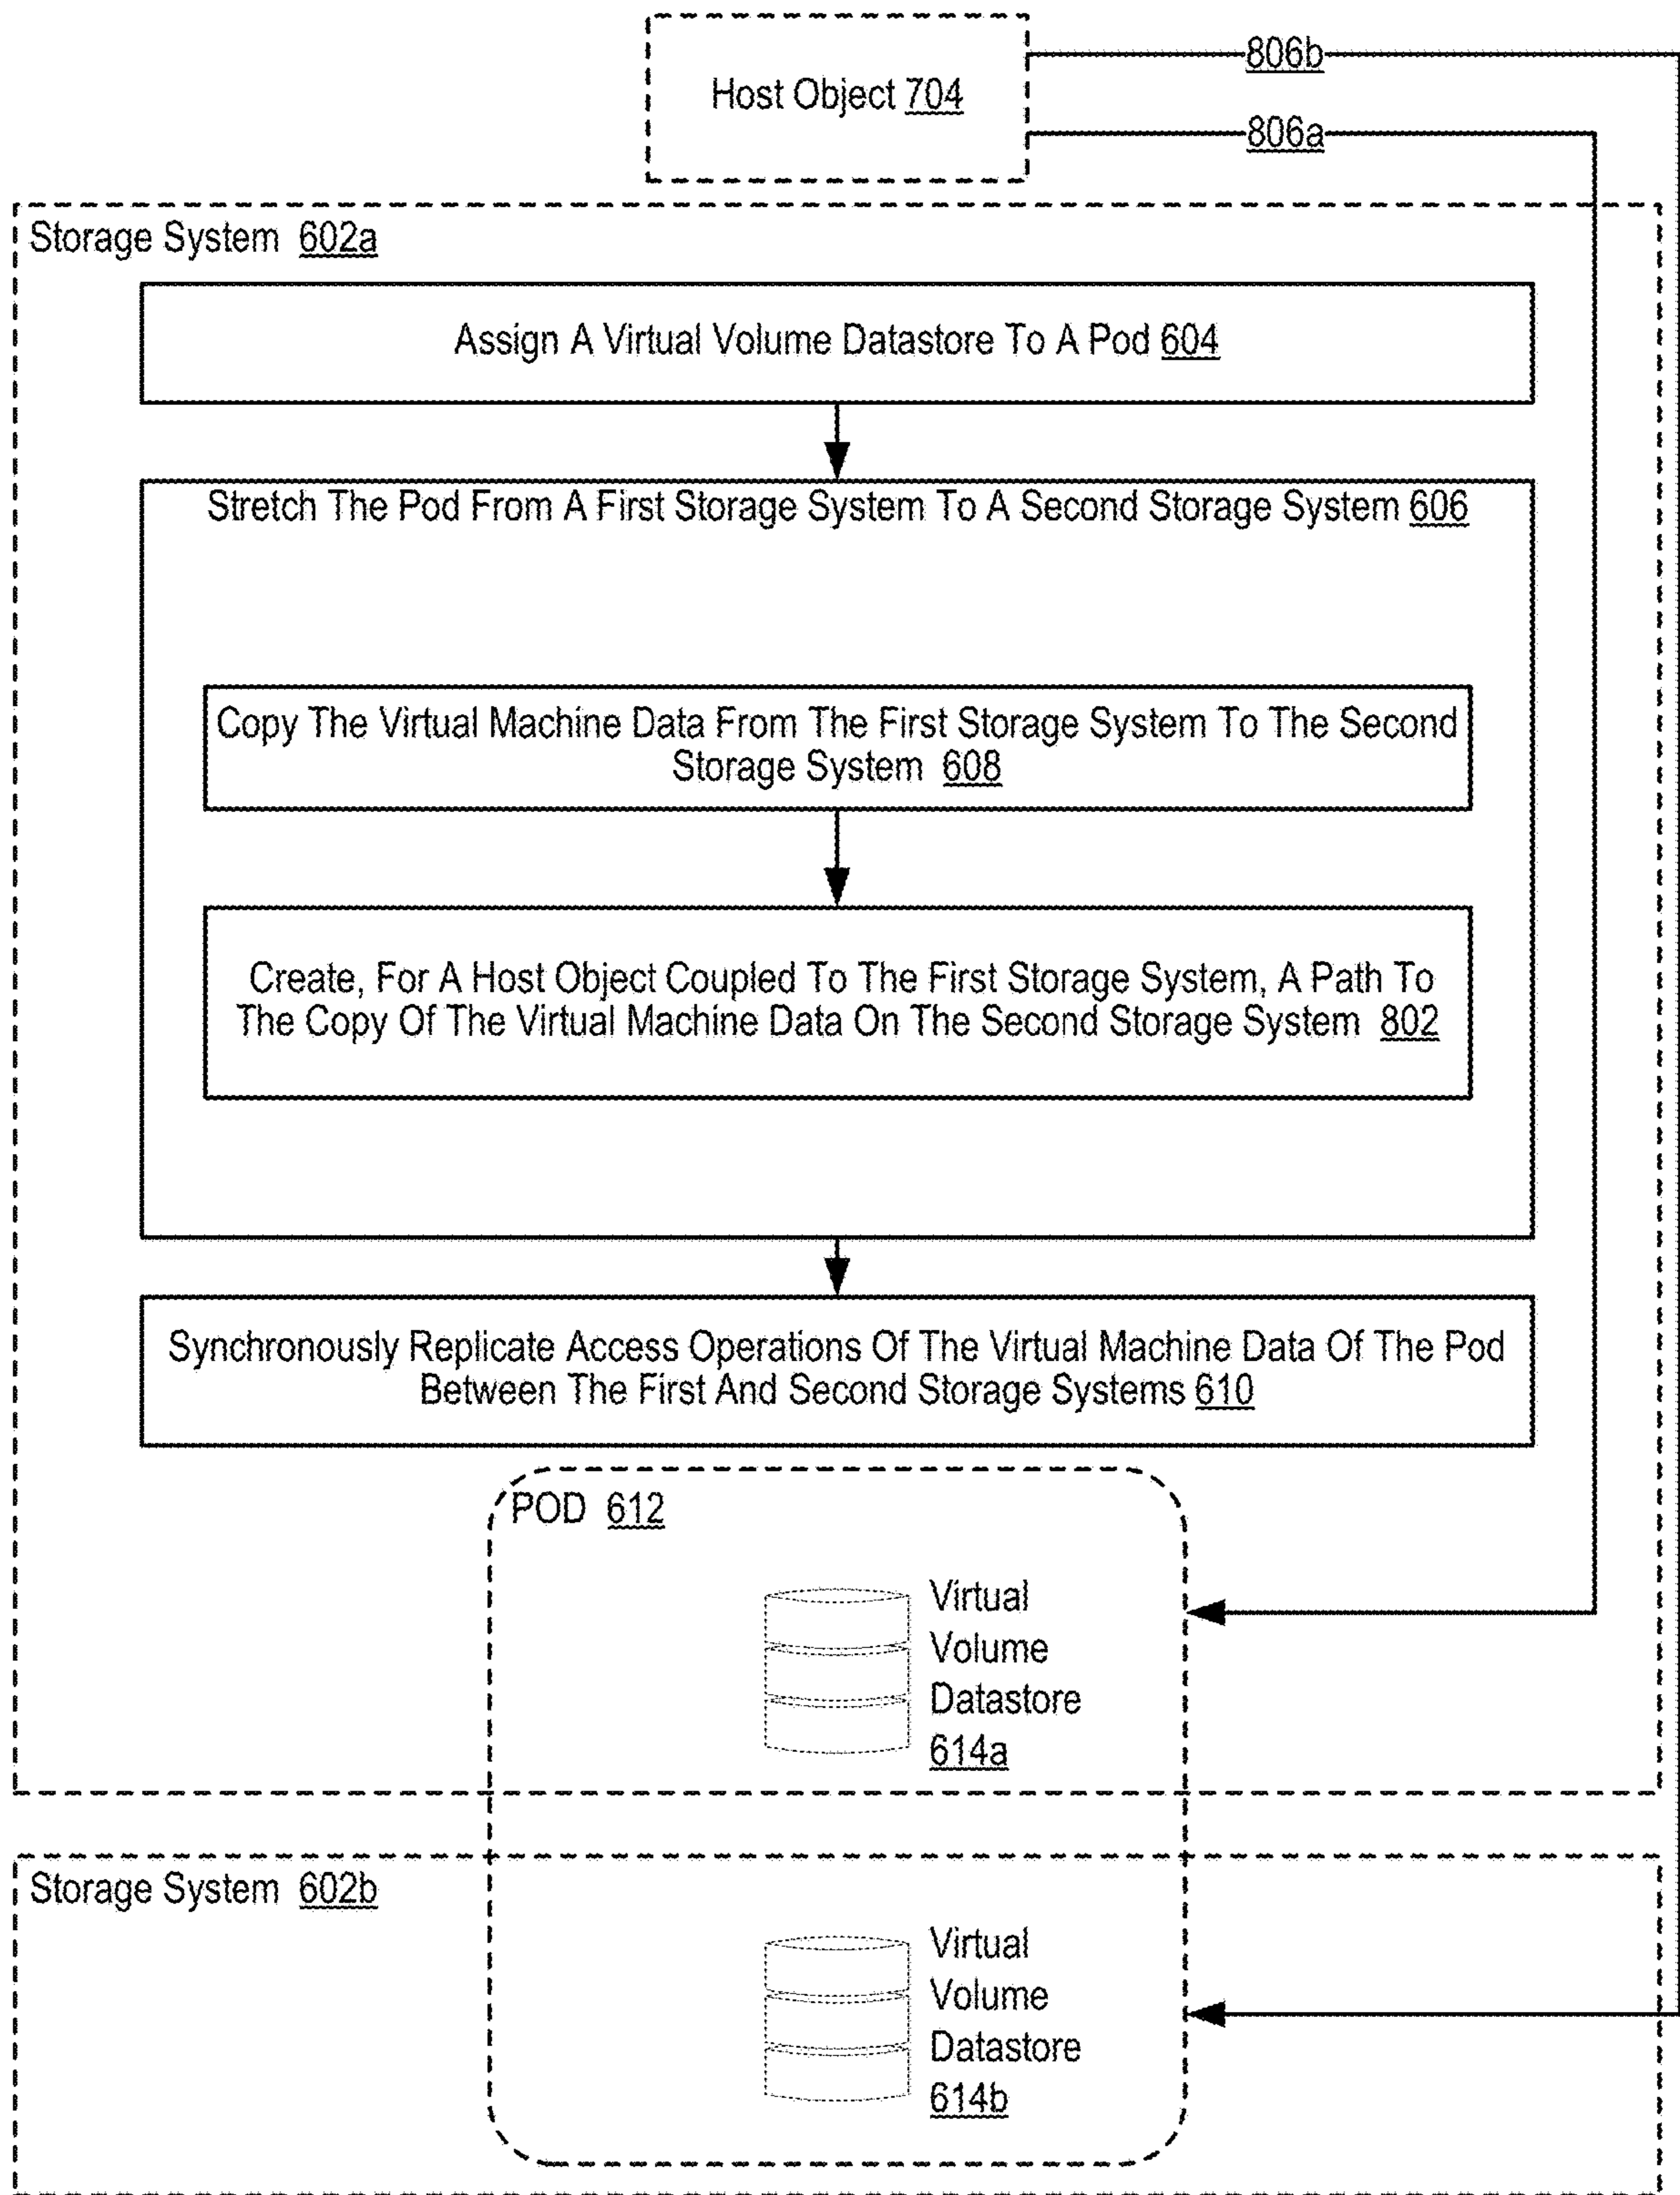 806b
Host Object 704
806a
Storage System 602a
Assign A Virtual Volume Datastore To A Pod 604
Stretch The Pod From A First Storage System To A Second Storage System 606
Copy The Virtual Machine Data From The First Storage System To The Second
Storage System 608
Create, For A Host Object Coupled To The First Storage System, A Path To
The Copy Of The Virtual Machine Data On The Second Storage System 802
Synchronously Replicate Access Operations Of The Virtual Machine Data Of The Pod
Between The First And Second Storage Systems 610
POD 612
Virtual
Volume
Datastore
614a
Storage System 602b
Virtual
Volume
Datastore
614b